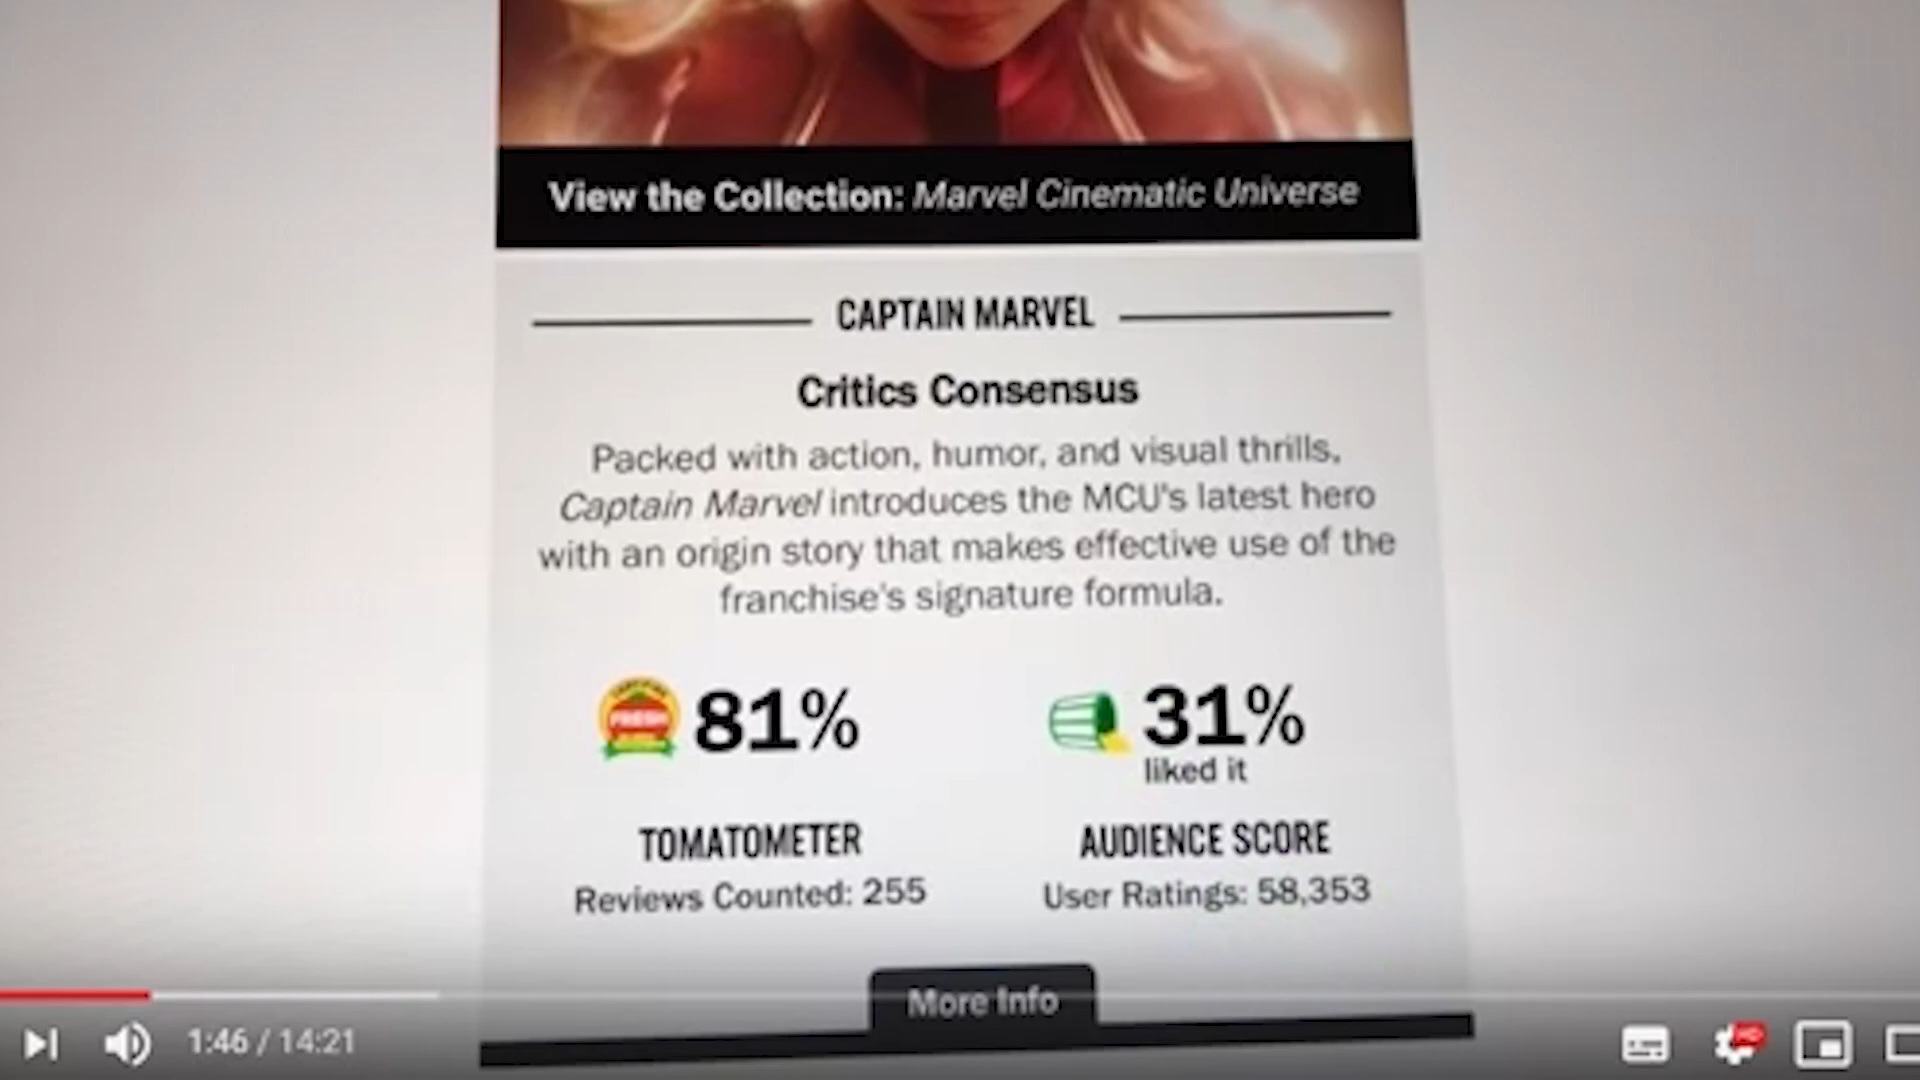 View the Collection: Marvel Cinematic Universe
CAPTAIN MARVEL
Critics Consensus
Packed with action, humor, and visual thrills,
Captain Marvel introduces the MCU's latest hero
with an origin story that makes effective use of the
franchise's signature formula.
FRESH
81%
31%
liked it
TOMATOMETER
AUDIENCE SCORE
Reviews Counted: 255
User Ratings: 58,353
More Info
1:46 / 14:21
HD